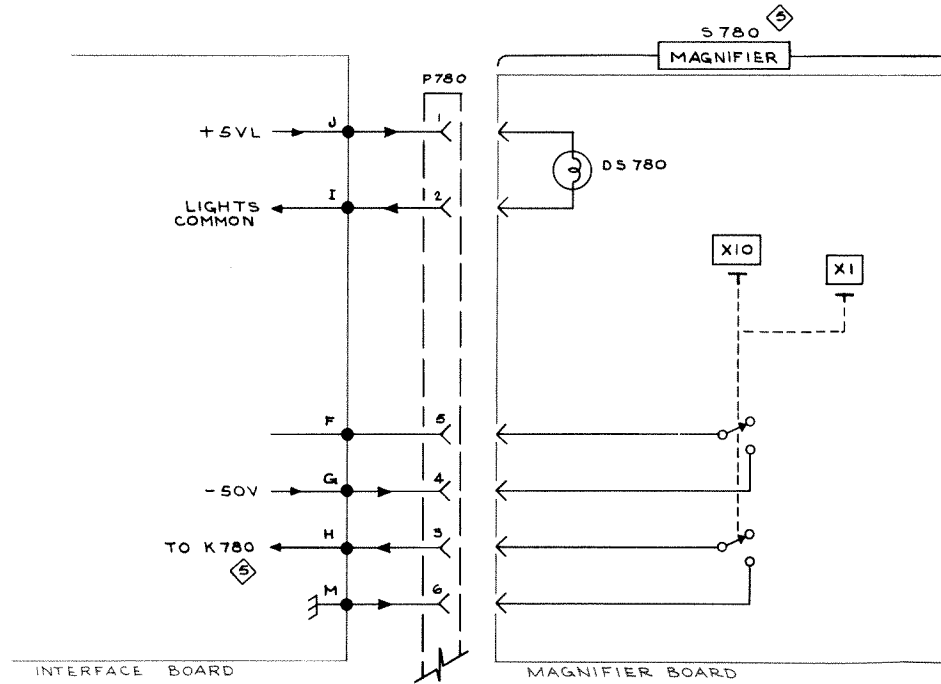 S780
5
MAGNIFIER
P780
+5VL
J
1
DS780
LIGHTS
COMMON
I
2
X10
X1
F
5
-50V
G
4
TO K780
5
H
3
M
6
INTERFACE BOARD
MAGNIFIER BOARD